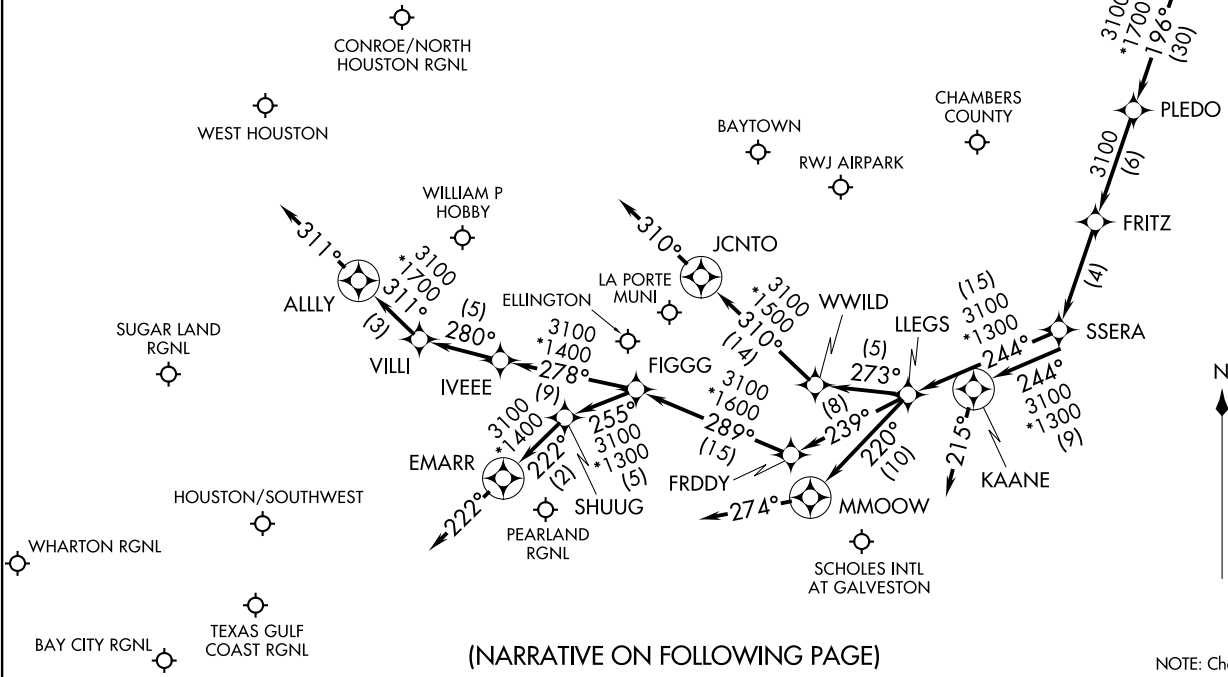 3100
*1700
196°
(30)
CONROE/NORTH
HOUSTON RGNL
WEST HOUSTON
CHAMBERS
COUNTY
PLEDO
BAYTOWN
RWJ AIRPARK
3100
(6)
WILLIAM P
HOBBY
FRITZ
311°
3100
*1700
311°
(3)
ALLLY
310°
JCNTO
LA PORTE
MUNI
ELLINGTON
3100
*1500
310°
(14)
WWILD
(15)
3100
*1300
244°
(4)
SSERA
LLEGS
SUGAR LAND
RGNL
VILLI
(5)
280°
IVEEE
3100
*1400
278°
(9)
FIGGG
3100
*1600
289°
(15)
(5)
273°
(8)
239°
244°
3100
*1300
(9)
N
3100
*1400
222°
(2)
255°
3100
*1300
(5)
EMARR
222°
SHUUG
FRDDY
220°
(10)
215°
KAANE
274°
MMOOW
HOUSTON/SOUTHWEST
PEARLAND
RGNL
WHARTON RGNL
SCHOLES INTL
AT GALVESTON
TEXAS GULF
COAST RGNL
BAY CITY RGNL
(NARRATIVE ON FOLLOWING PAGE)
NOTE: Ch